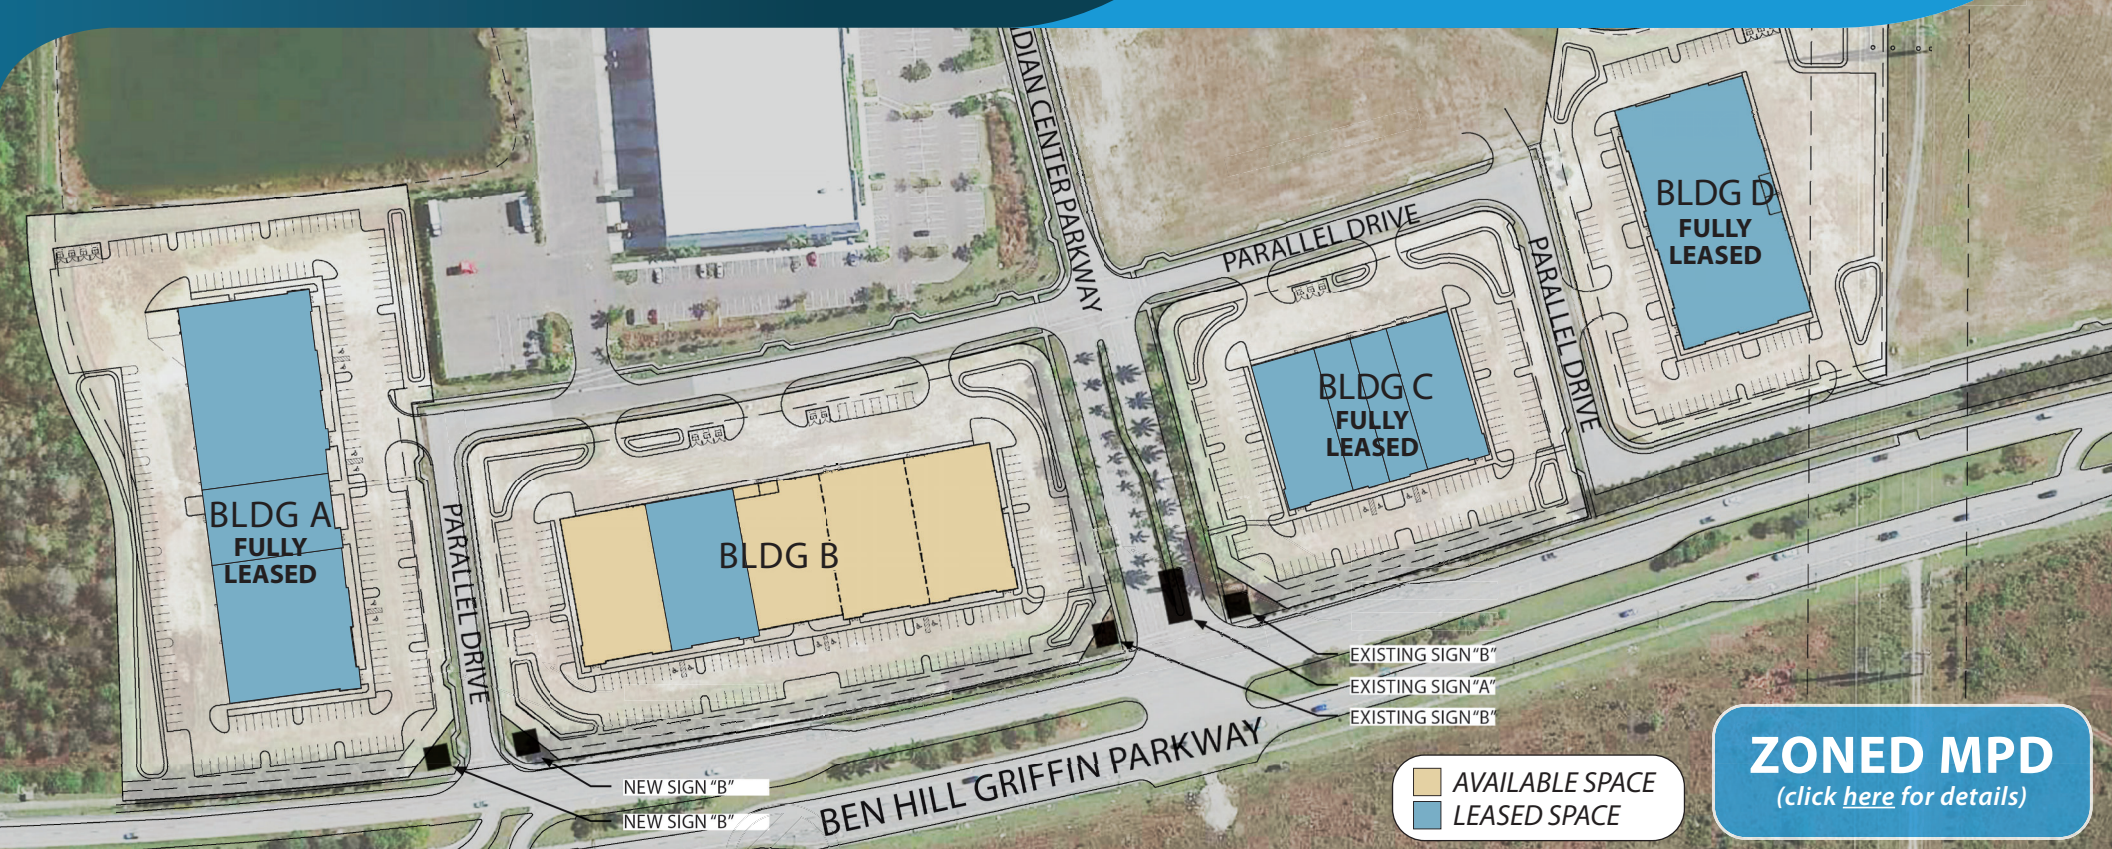 DIAN CENTER PARKWAY
PARALLEL DRIVE
PARALLEL DRIVE
BLDG D
FULLY
LEASED
BLDG C
FULLY
LEASED
BLDG A
FULLY
LEASED
PARALLEL DRIVE
BLDG B
EXISTING SIGN "B"
EXISTING SIGN "A"
EXISTING SIGN "B"
NEW SIGN "B"
NEW SIGN "B"
BEN HILL GRIFFIN PARKWAY
AVAILABLE SPACE
LEASED SPACE
ZONED MPD
(click here for details)